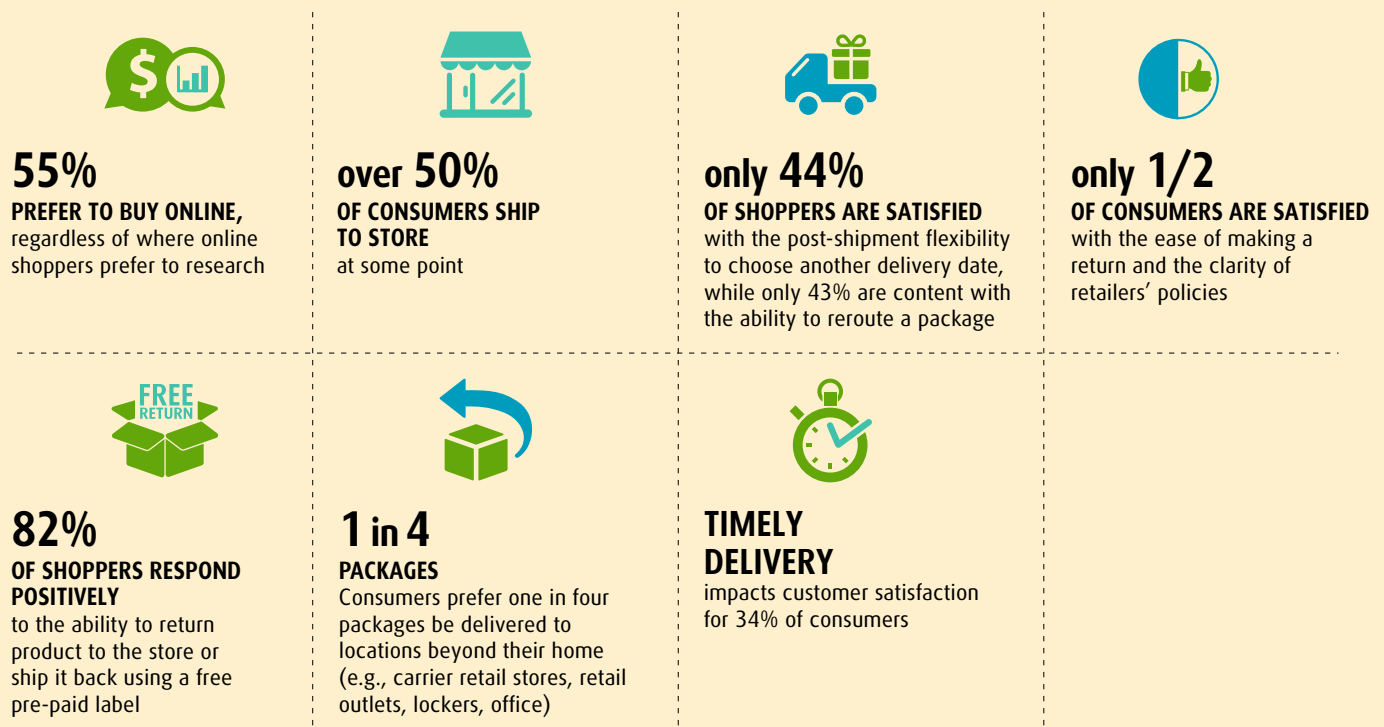 55%
PREFER TO BUY ONLINE,
regardless of where online
shoppers prefer to research
over 50%
OF CONSUMERS SHIP
TO STORE
at some point
only 44%
OF SHOPPERS ARE SATISFIED
with the post-shipment flexibility
to choose another delivery date,
while only 43% are content with
the ability to reroute a package
only 1/2
OF CONSUMERS ARE SATISFIED
with the ease of making a
return and the clarity of
retailers’ policies
FREE
RETURN
82%
OF SHOPPERS RESPOND
POSITIVELY
to the ability to return
product to the store or
ship it back using a free
pre-paid label
1 in 4
PACKAGES
Consumers prefer one in four
packages be delivered to
locations beyond their home
(e.g., carrier retail stores, retail
outlets, lockers, office)
TIMELY
DELIVERY
impacts customer satisfaction
for 34% of consumers